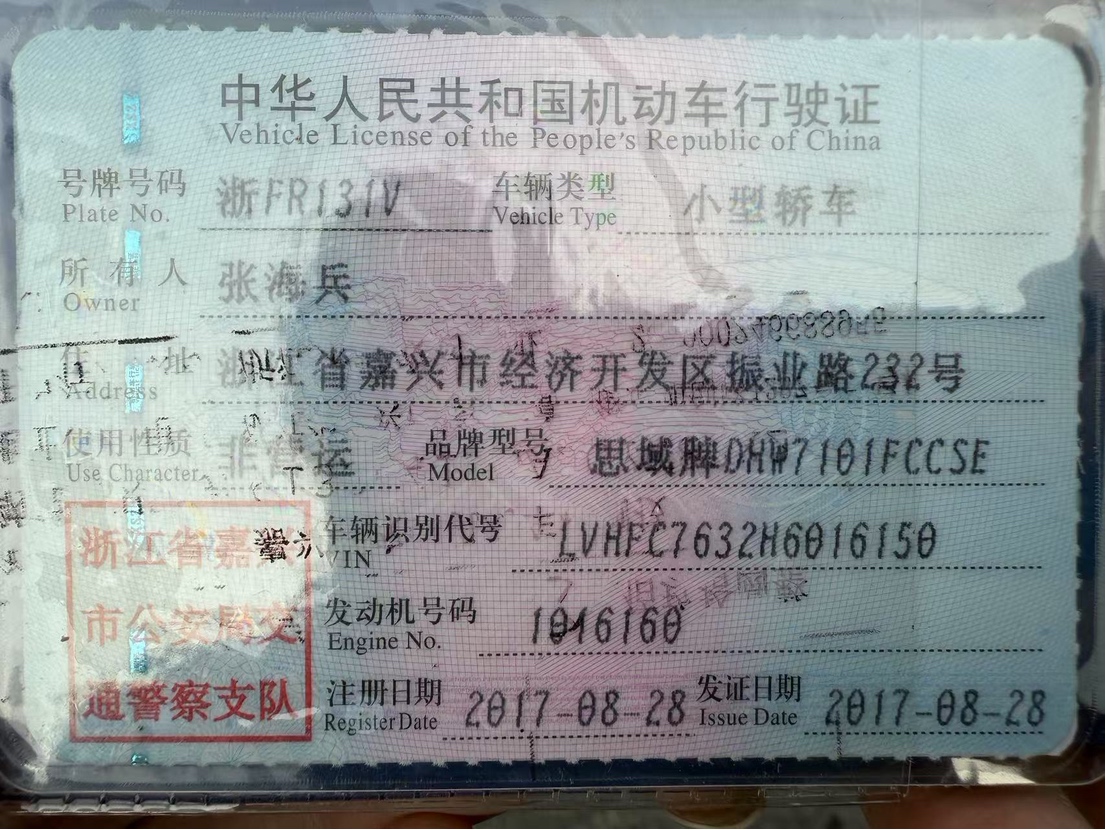 中华人民共和国机动车行驶证
Vehicle License of the People's Republic of China
号牌号码 浙FR131V 车辆类型 小型轿车
Plate No. Vehicle Type
所有人 张海兵
Owner
住址 浙江省嘉兴市经济开发区振业路232号
Address
使用性质 非营运 品牌型号 思域牌DHW7101FCCSE
Use Character Model
车辆识别代号 LVHFC7632H6016150
VIN
发动机号码 1016160
Engine No.
注册日期 2017-08-28 发证日期 2017-08-28
Register Date Issue Date
浙江省嘉兴
市公安局交
通警察支队